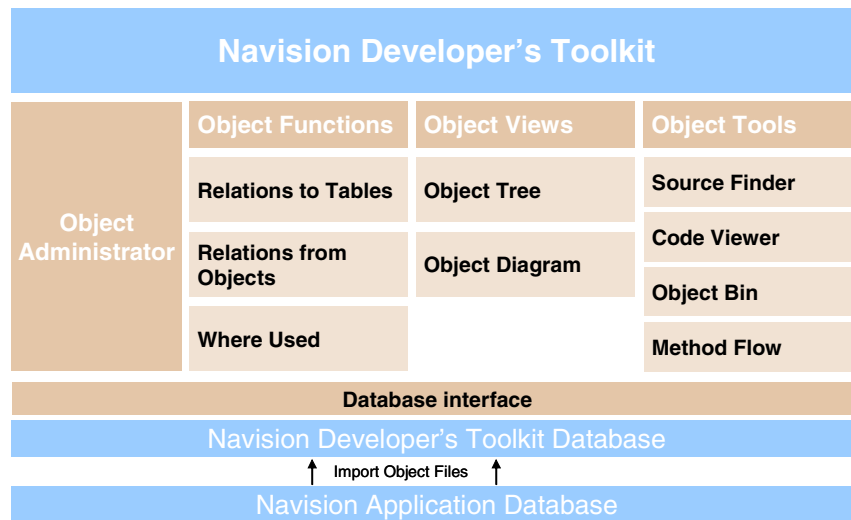 Navision Developer's Toolkit
Object
Administrator
Object Functions
Relations to Tables
Relations from
Objects
Where Used
Object Views
Object Tree
Object Diagram
Object Tools
Source Finder
Code Viewer
Object Bin
Method Flow
Database interface
Navision Developer's Toolkit Database
Import Object Files
Navision Application Database